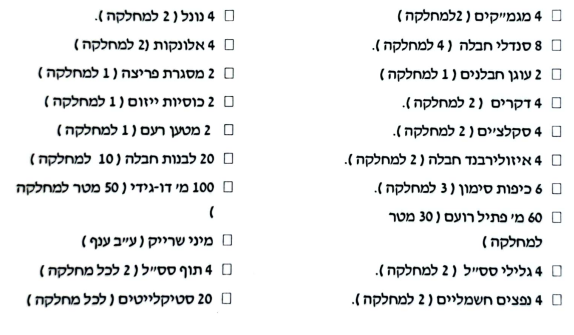 4 מגמ״קים ( 2למחלקה )
8 סנדלי חבלה ( 4 למחלקה ).
2 עוגן חבלנים ( 1 למחלקה )
4 דקרים ( 2 למחלקה ).
4 סקלצ׳ים ( 2 למחלקה ).
4 איזולירבנד חבלה ( 2 למחלקה ).
6 כיפות סימון ( 3 למחלקה ).
60 מ׳ פתיל רועם ( 30 מטר
למחלקה )
4 גלילי סס״ל ( 2 למחלקה ).
4 נפצים חשמליים ( 2 למחלקה ).
4 נונל ( 2 למחלקה ).
4 אלונקות ( 2 למחלקה )
2 מסגרת פריצה ( 1 למחלקה )
2 כוסיות ייזום ( 1 למחלקה )
2 מטען רעם ( 1 למחלקה )
20 לבנות חבלה ( 10 למחלקה )
100 מ׳ דו-גידי ( 50 מטר למחלקה
)
מיני שרייק ( ע״ב ענף )
4 תוף סס״ל ( 2 לכל מחלקה )
20 סטיקלייטים ( לכל מחלקה )